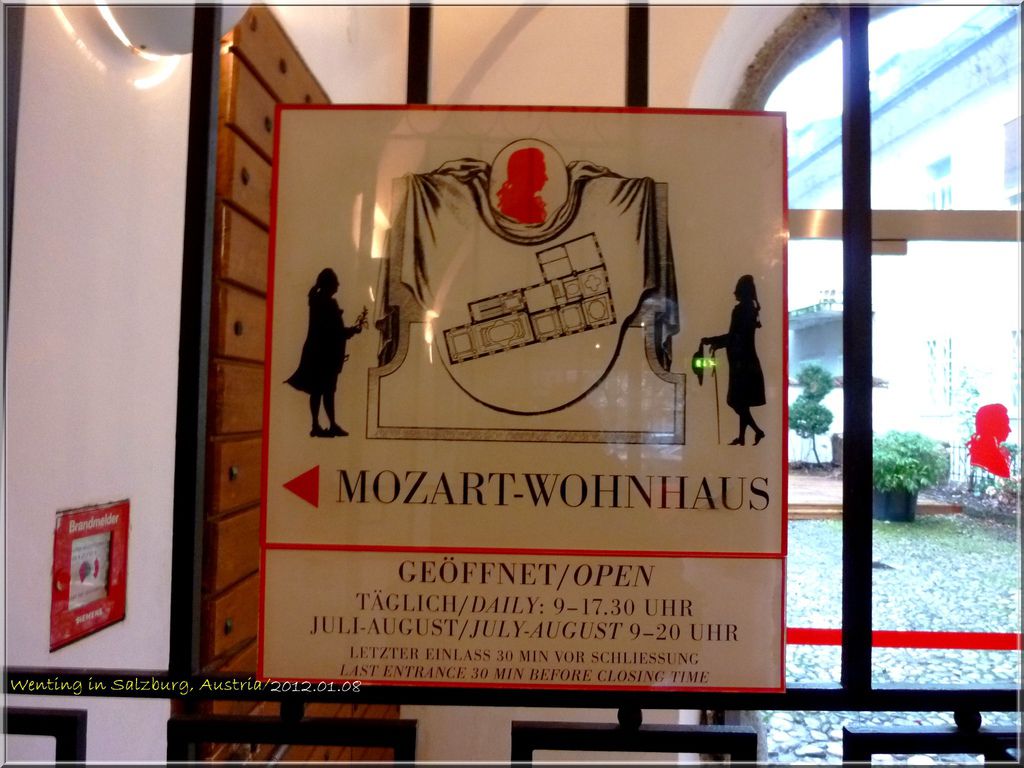 MOZART-WOHNHAUS
GEÖFFNET/OPEN
TÄGLICH/DAILY: 9–17.30 UHR
JULI-AUGUST/JULY-AUGUST 9–20 UHR
LETZTER EINLASS 30 MIN VOR SCHLIESSUNG
LAST ENTRANCE 30 MIN BEFORE CLOSING TIME
Brandmelder
SIEMENS
Wenting in Salzburg, Austria/2012.01.08